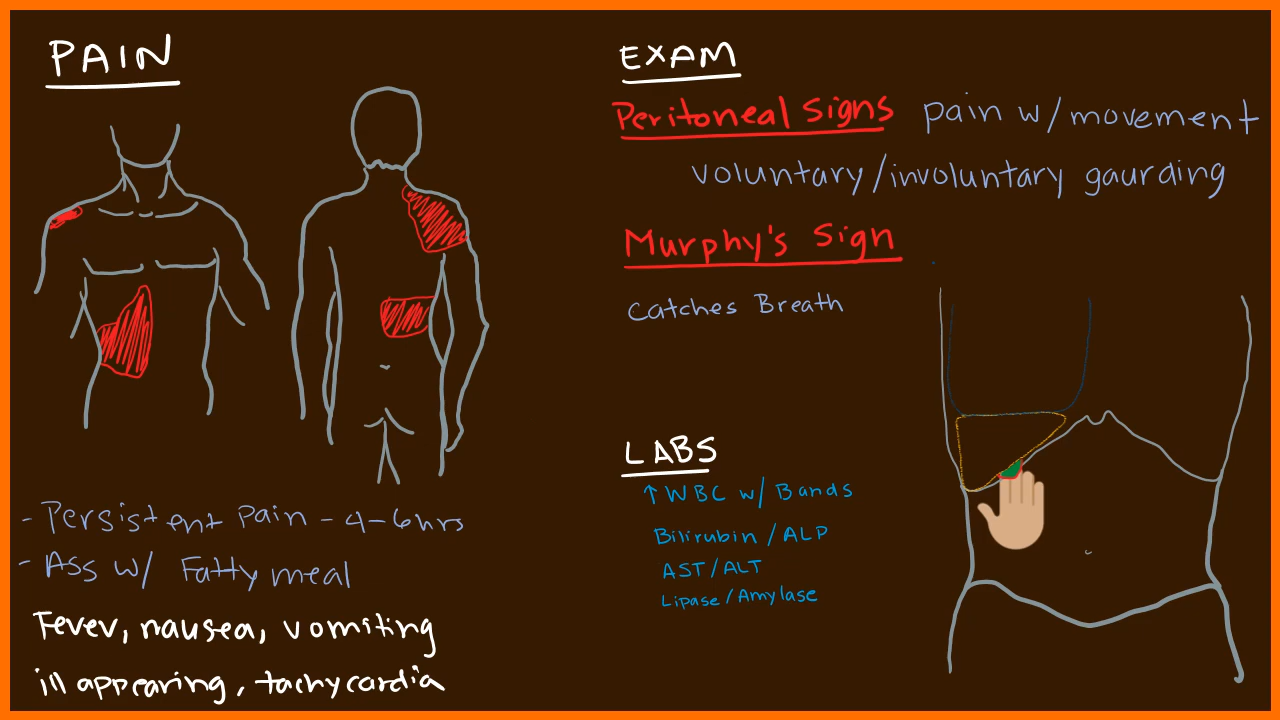 PAIN
- Persistent Pain - 4-6hrs
- Ass w/ Fatty meal
Fever, nausea, vomiting
ill appearing, tachycardia
EXAM
Peritoneal Signs pain w/ movement
voluntary/involuntary gaurding
Murphy's Sign
Catches Breath
LABS
↑ WBC w/ Bands
Bilirubin / ALP
AST / ALT
Lipase / Amylase